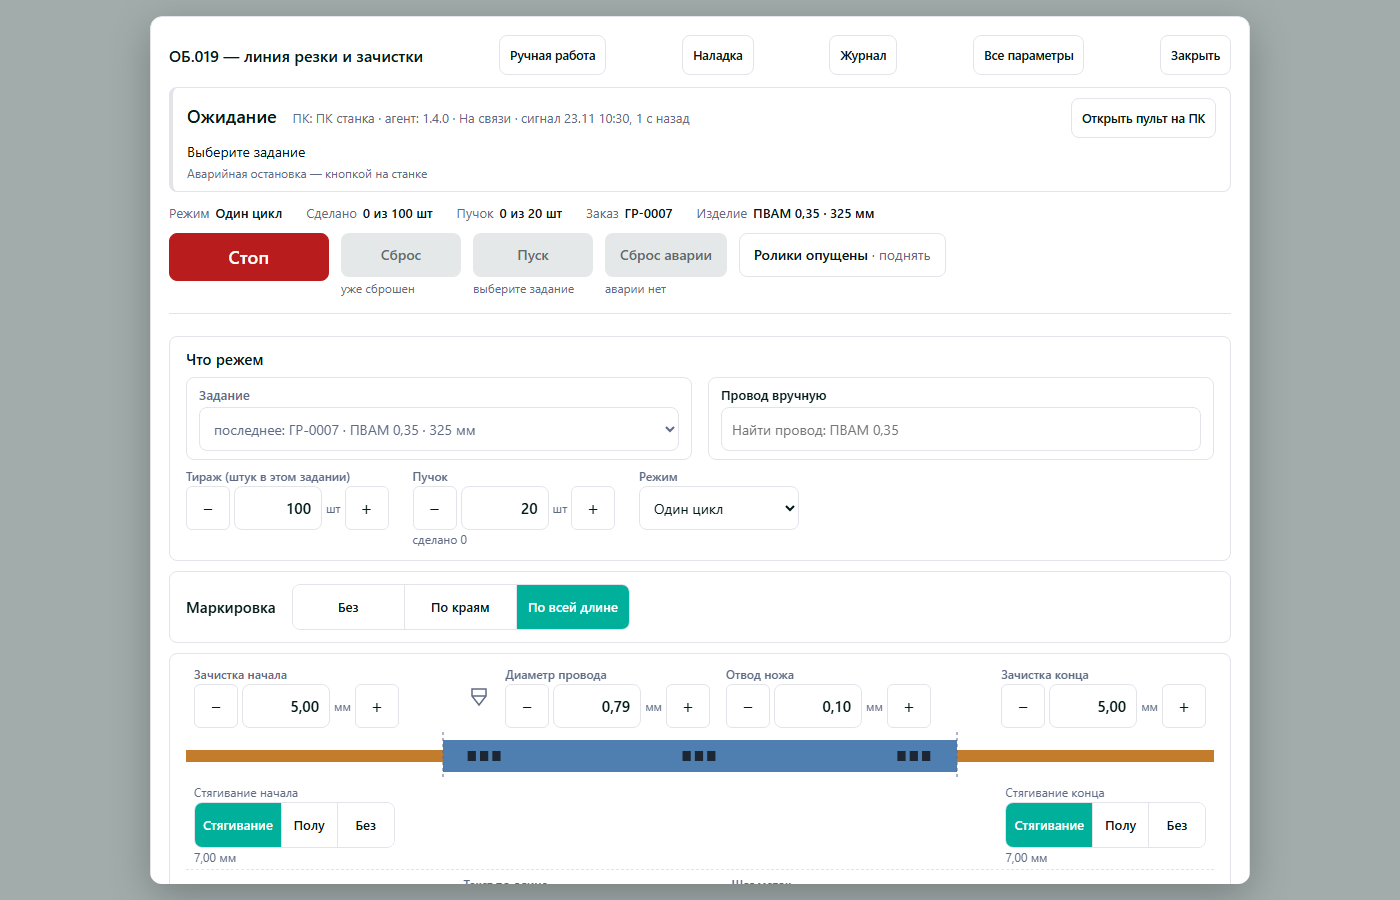 ОБ.019 — линия резки и зачистки
Ручная работа
Наладка
Журнал
Все параметры
Закрыть
Ожидание
ПК: ПК станка · агент: 1.4.0 · На связи · сигнал 23.11 10:30, 1 с назад
Открыть пульт на ПК
Выберите задание
Аварийная остановка — кнопкой на станке
Режим Один цикл
Сделано 0 из 100 шт
Пучок 0 из 20 шт
Заказ ГР-0007
Изделие ПВАМ 0,35 · 325 мм
Стоп
Сброс
Пуск
Сброс аварии
Ролики опущены · поднять
уже сброшен
выберите задание
аварии нет
Что режем
Задание
Провод вручную
последнее: ГР-0007 · ПВАМ 0,35 · 325 мм
Найти провод: ПВАМ 0,35
Тираж (штук в этом задании)
Пучок
Режим
− 100 шт +
− 20 шт +
Один цикл
сделано 0
Маркировка
Без
По краям
По всей длине
Зачистка начала
Диаметр провода
Отвод ножа
Зачистка конца
− 5,00 мм +
− 0,79 мм +
− 0,10 мм +
− 5,00 мм +
Стягивание начала
Стягивание конца
Стягивание Полу Без
Стягивание Полу Без
7,00 мм
7,00 мм